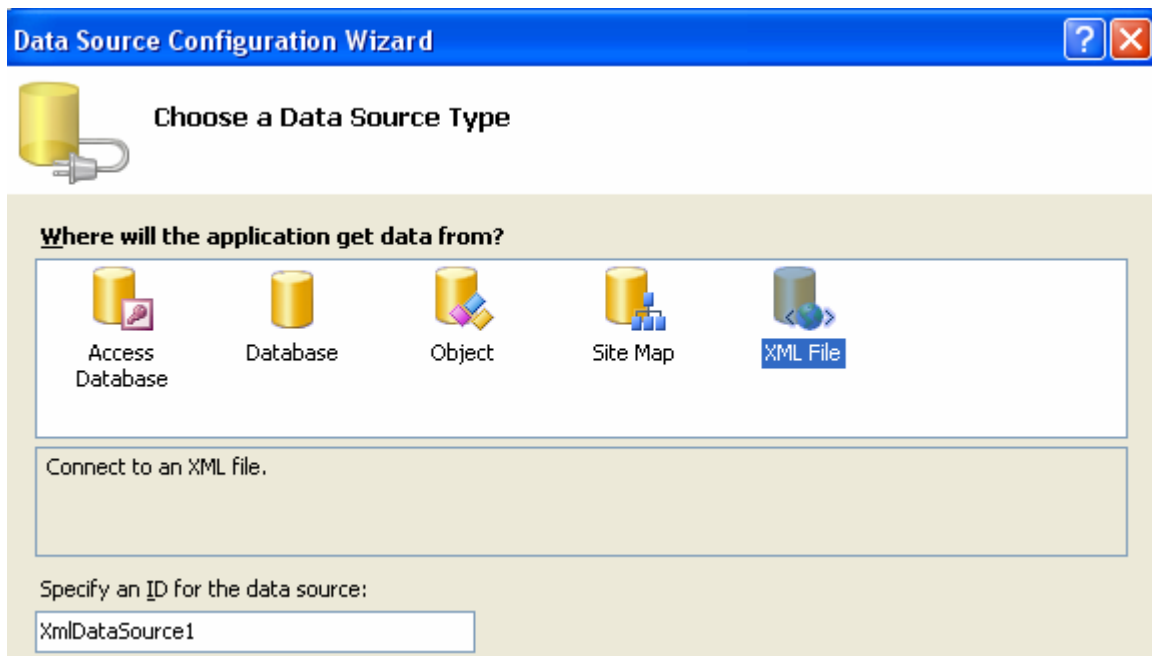 Data Source Configuration Wizard
Choose a Data Source Type
Where will the application get data from?
Access Database
Database
Object
Site Map
XML File
Connect to an XML file.
Specify an ID for the data source:
XmlDataSource1